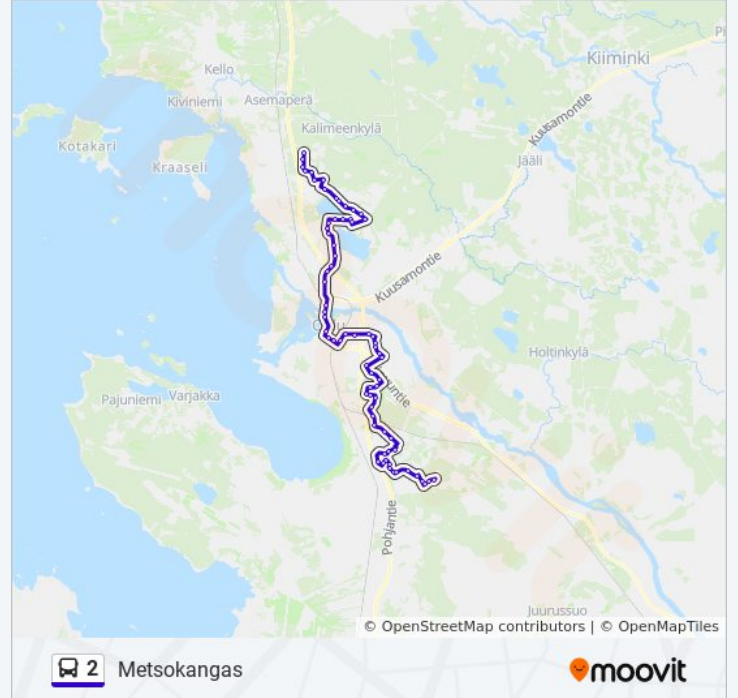 Kello
Kiiminki
Kiviniemi
Asemaperä
Kuusamontie
Kalimeenkylä
Kotakari
Kraaseli
Jääli
Kuusamontie
Holtinkylä
Pajuniemi
Varjakka
Pohjantie
Juurussuo
© OpenStreetMap contributors | © OpenMapTiles
2 Metsokangas
moovit